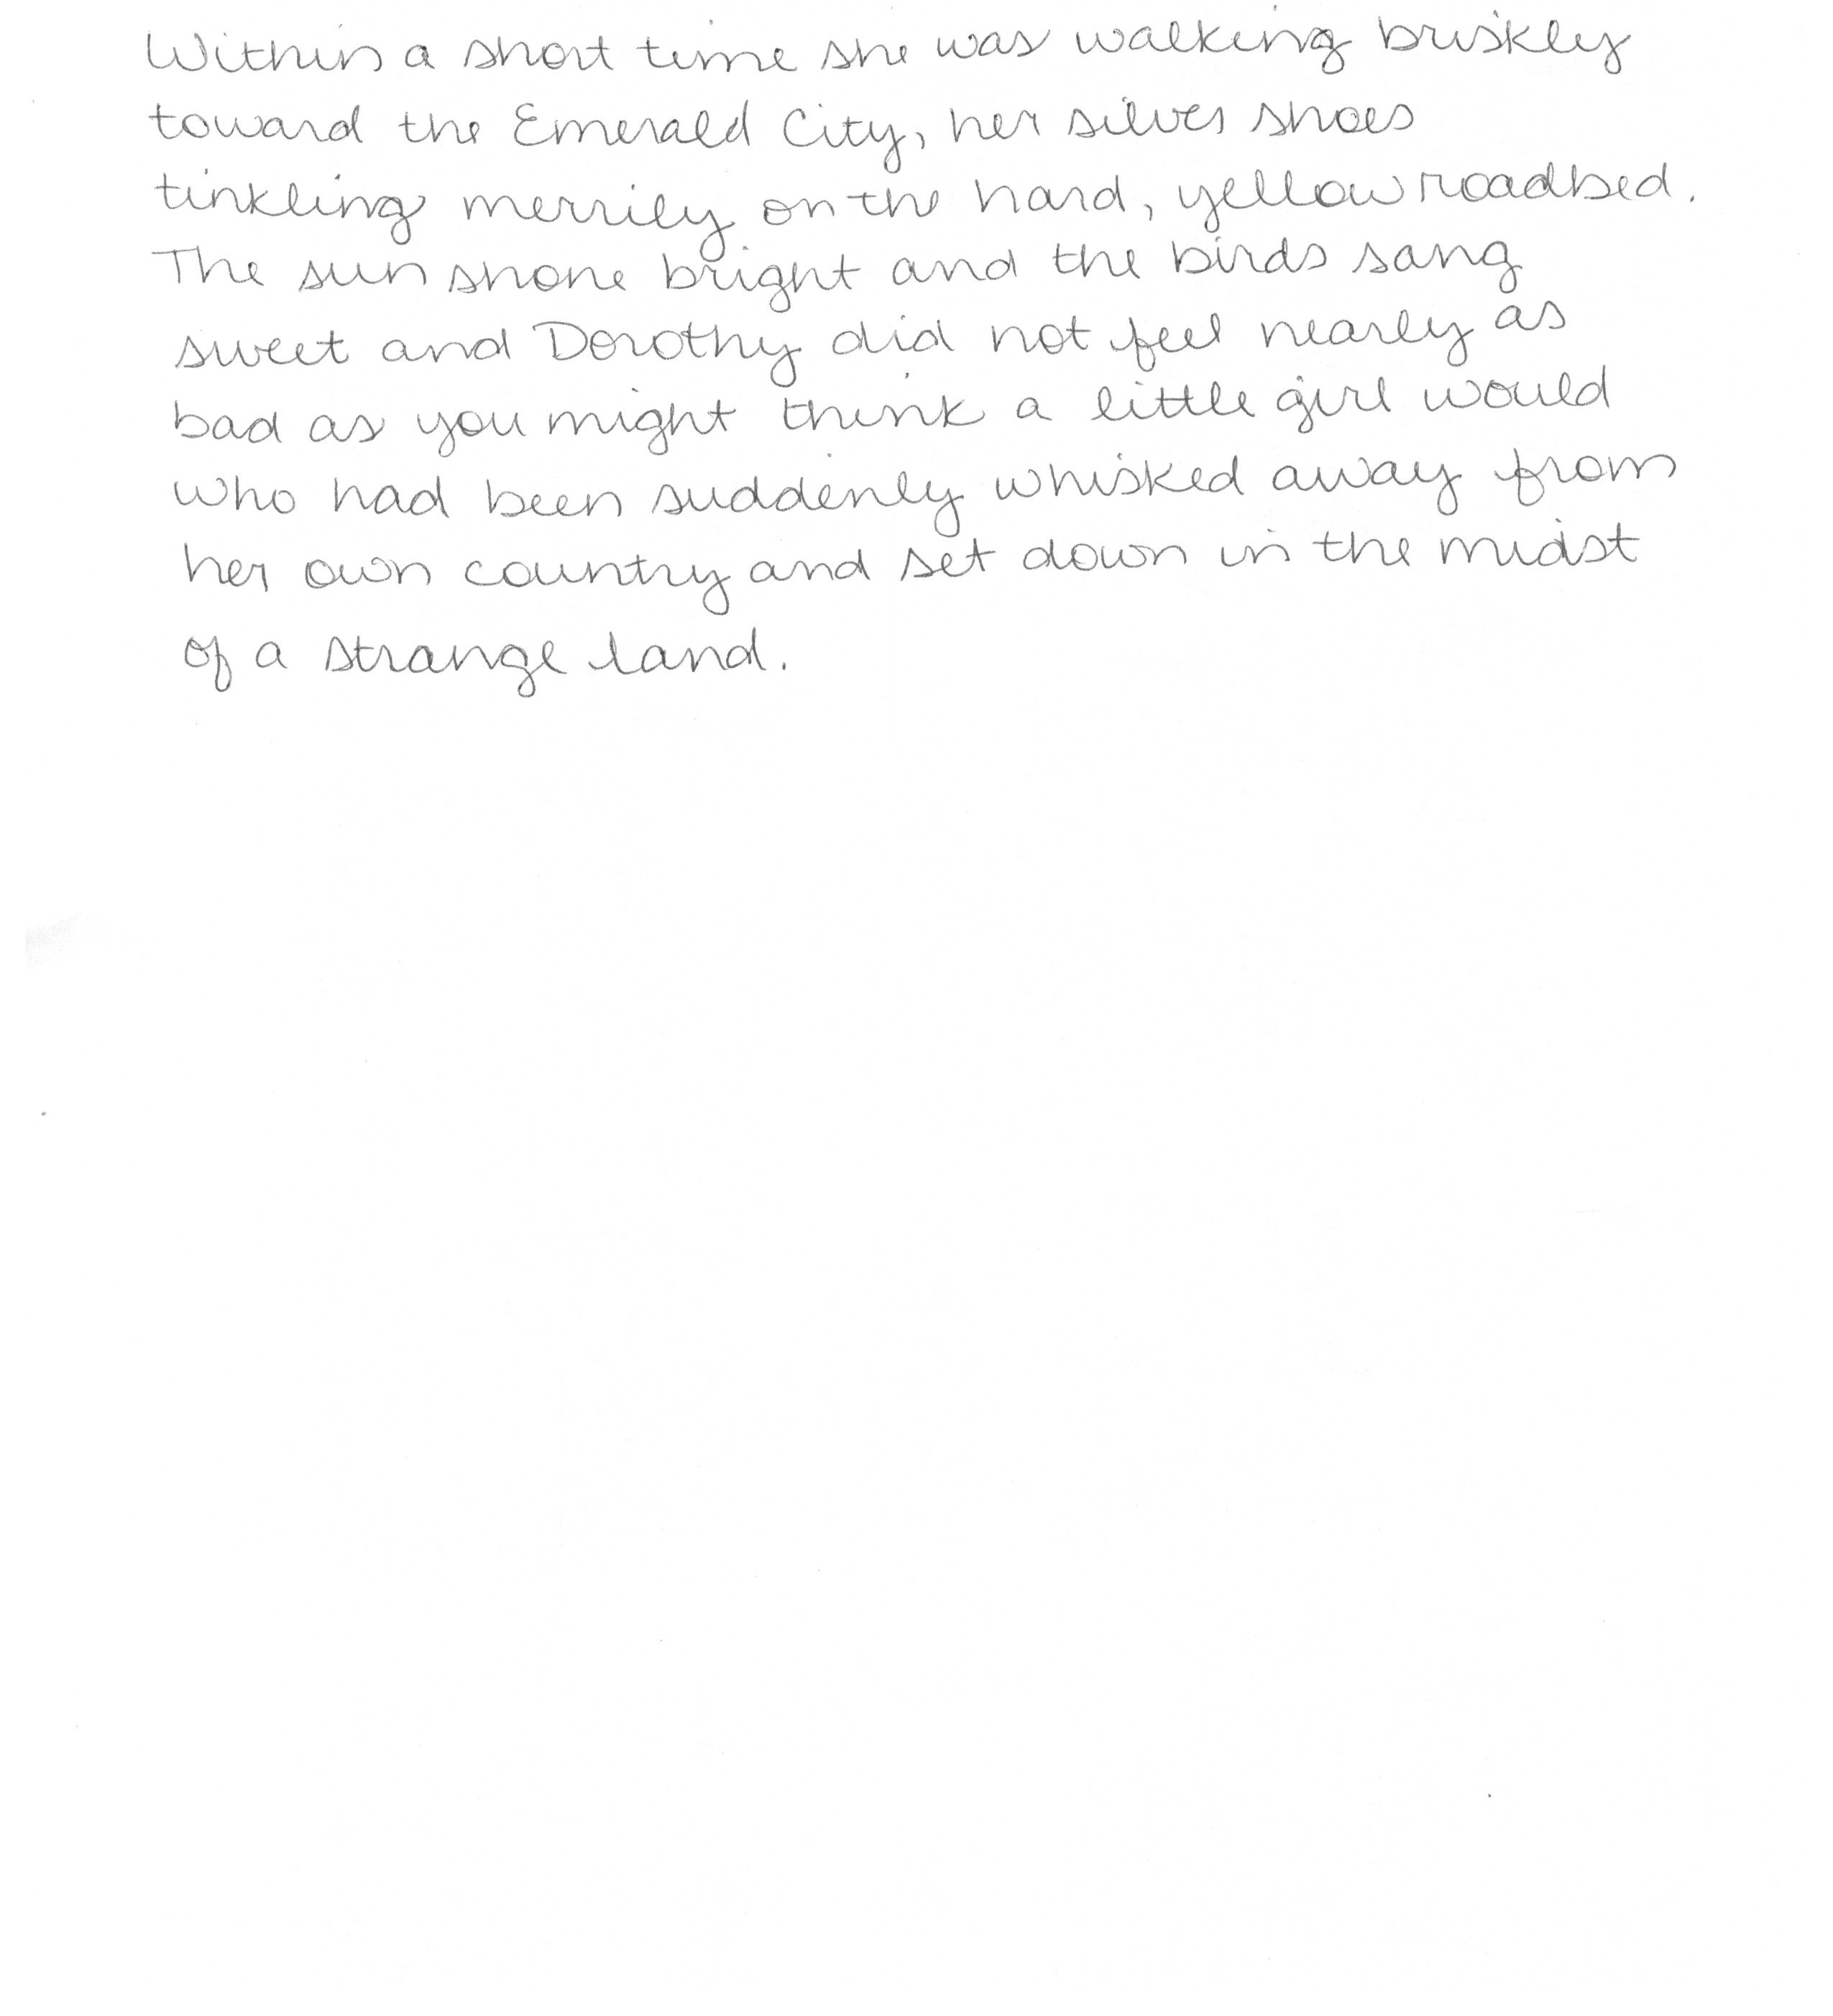 Within a short time she was walking briskly
toward the Emerald City, her silver shoes
tinkling merrily on the hard, yellow roadbed.
The sun shone bright and the birds sang
sweet and Dorothy did not feel nearly as
bad as you might think a little girl would
who had been suddenly whisked away from
her own country and set down in the midst
of a strange land.